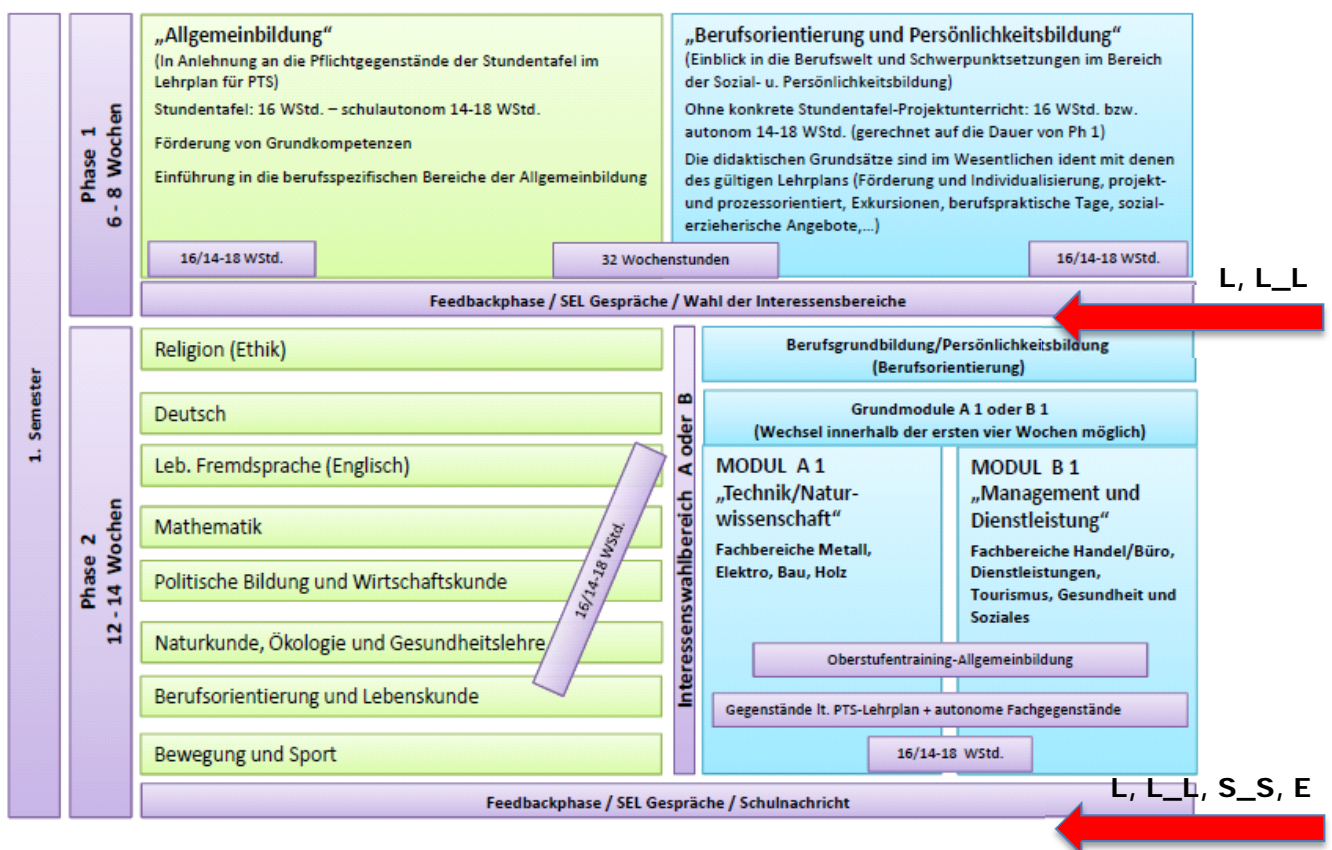 1. Semester
Phase 1
6 - 8 Wochen
„Allgemeinbildung“
(In Anlehnung an die Pflichtgegenstände der Stundentafel im
Lehrplan für PTS)
Stundentafel: 16 WStd. – schulautonom 14-18 WStd.
Förderung von Grundkompetenzen
Einführung in die berufsspezifischen Bereiche der Allgemeinbildung
„Berufsorientierung und Persönlichkeitsbildung“
(Einblick in die Berufswelt und Schwerpunktsetzungen im Bereich
der Sozial- u. Persönlichkeitsbildung)
Ohne konkrete Stundentafel-Projektunterricht: 16 WStd. bzw.
autonom 14-18 WStd. (gerechnet auf die Dauer von Ph 1)
Die didaktischen Grundsätze sind im Wesentlichen ident mit denen
des gültigen Lehrplans (Förderung und Individualisierung, projekt-
und prozessorientiert, Exkursionen, berufspraktische Tage, sozial-
erzieherische Angebote,...)
16/14-18 WStd.
32 Wochenstunden
16/14-18 WStd.
L, L_L
Feedbackphase / SEL Gespräche / Wahl der Interessensbereiche
Phase 2
12 - 14 Wochen
Religion (Ethik)
Deutsch
Leb. Fremdsprache (Englisch)
Mathematik
Politische Bildung und Wirtschaftskunde
Naturkunde, Ökologie und Gesundheitslehre
Berufsorientierung und Lebenskunde
Bewegung und Sport
16/14-18 WStd.
Interessenswahlbereich A oder B
Berufsgrundbildung/Persönlichkeitsbildung
(Berufsorientierung)
Grundmodule A 1 oder B 1
(Wechsel innerhalb der ersten vier Wochen möglich)
MODUL A 1
„Technik/Natur-
wissenschaft“
Fachbereiche Metall,
Elektro, Bau, Holz
MODUL B 1
„Management und
Dienstleistung“
Fachbereiche Handel/Büro,
Dienstleistungen,
Tourismus, Gesundheit und
Soziales
Oberstufentraining-Allgemeinbildung
Gegenstände lt. PTS-Lehrplan + autonome Fachgegenstände
16/14-18 WStd.
L, L_L, S_S, E
Feedbackphase / SEL Gespräche / Schulnachricht